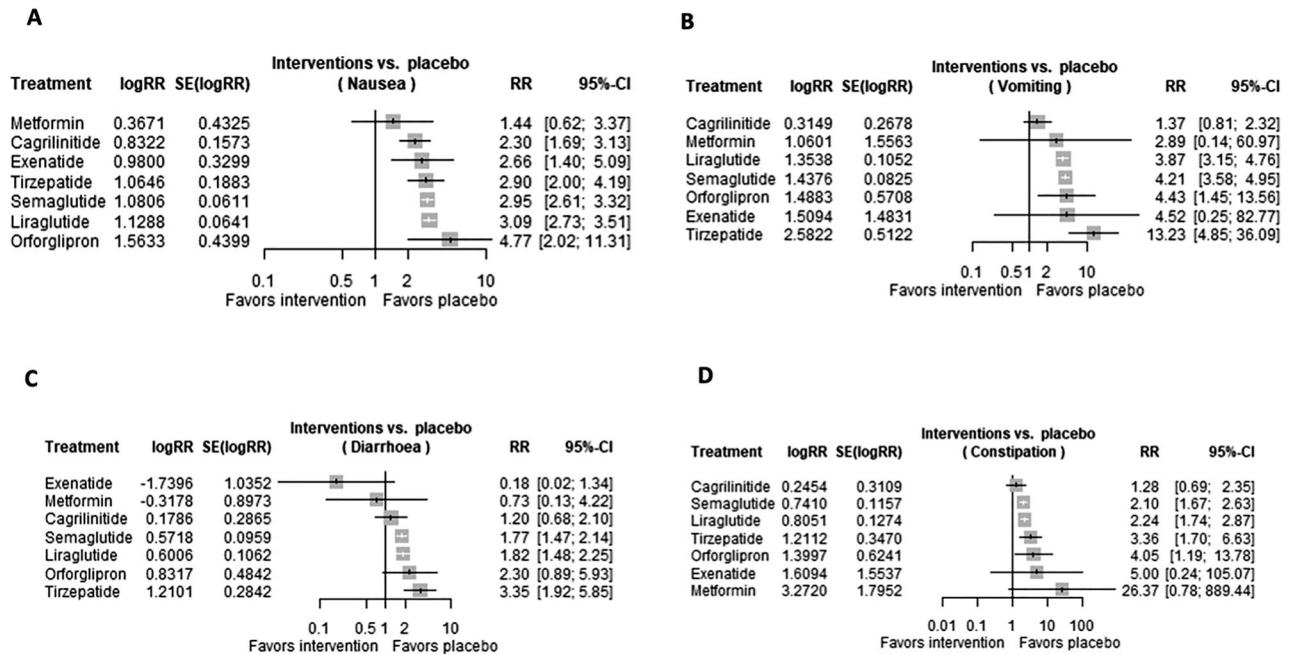 A
Interventions vs. placebo
Treatment logRR SE(logRR) ( Nausea ) RR 95%-CI
Metformin 0.3671 0.4325 1.44 [0.62; 3.37]
Cagrilinitide 0.8322 0.1573 2.30 [1.69; 3.13]
Exenatide 0.9800 0.3299 2.66 [1.40; 5.09]
Tirzepatide 1.0646 0.1883 2.90 [2.00; 4.19]
Semaglutide 1.0806 0.0611 2.95 [2.61; 3.32]
Liraglutide 1.1288 0.0641 3.09 [2.73; 3.51]
Orforglipron 1.5633 0.4399 4.77 [2.02; 11.31]
0.1 0.5 1 2 10
Favors intervention Favors placebo
B
Interventions vs. placebo
Treatment logRR SE(logRR) ( Vomiting ) RR 95%-CI
Cagrilinitide 0.3149 0.2678 1.37 [0.81; 2.32]
Metformin 1.0601 1.5563 2.89 [0.14; 60.97]
Liraglutide 1.3538 0.1052 3.87 [3.15; 4.76]
Semaglutide 1.4376 0.0825 4.21 [3.58; 4.95]
Orforglipron 1.4883 0.5708 4.43 [1.45; 13.56]
Exenatide 1.5094 1.4831 4.52 [0.25; 82.77]
Tirzepatide 2.5822 0.5122 13.23 [4.85; 36.09]
0.1 0.5 1 2 10
Favors intervention Favors placebo
C
Interventions vs. placebo
Treatment logRR SE(logRR) ( Diarrhoea ) RR 95%-CI
Exenatide -1.7396 1.0352 0.18 [0.02; 1.34]
Metformin -0.3178 0.8973 0.73 [0.13; 4.22]
Cagrilinitide 0.1786 0.2865 1.20 [0.68; 2.10]
Semaglutide 0.5718 0.0959 1.77 [1.47; 2.14]
Liraglutide 0.6006 0.1062 1.82 [1.48; 2.25]
Orforglipron 0.8317 0.4842 2.30 [0.89; 5.93]
Tirzepatide 1.2101 0.2842 3.35 [1.92; 5.85]
0.1 0.5 1 2 10
Favors intervention Favors placebo
D
Interventions vs. placebo
Treatment logRR SE(logRR) ( Constipation ) RR 95%-CI
Cagrilinitide 0.2454 0.3109 1.28 [0.69; 2.35]
Semaglutide 0.7410 0.1157 2.10 [1.67; 2.63]
Liraglutide 0.8051 0.1274 2.24 [1.74; 2.87]
Tirzepatide 1.2112 0.3470 3.36 [1.70; 6.63]
Orforglipron 1.3997 0.6241 4.05 [1.19; 13.78]
Exenatide 1.6094 1.5537 5.00 [0.24; 105.07]
Metformin 3.2720 1.7952 26.37 [0.78; 889.44]
0.01 0.1 1 10 100
Favors intervention Favors placebo